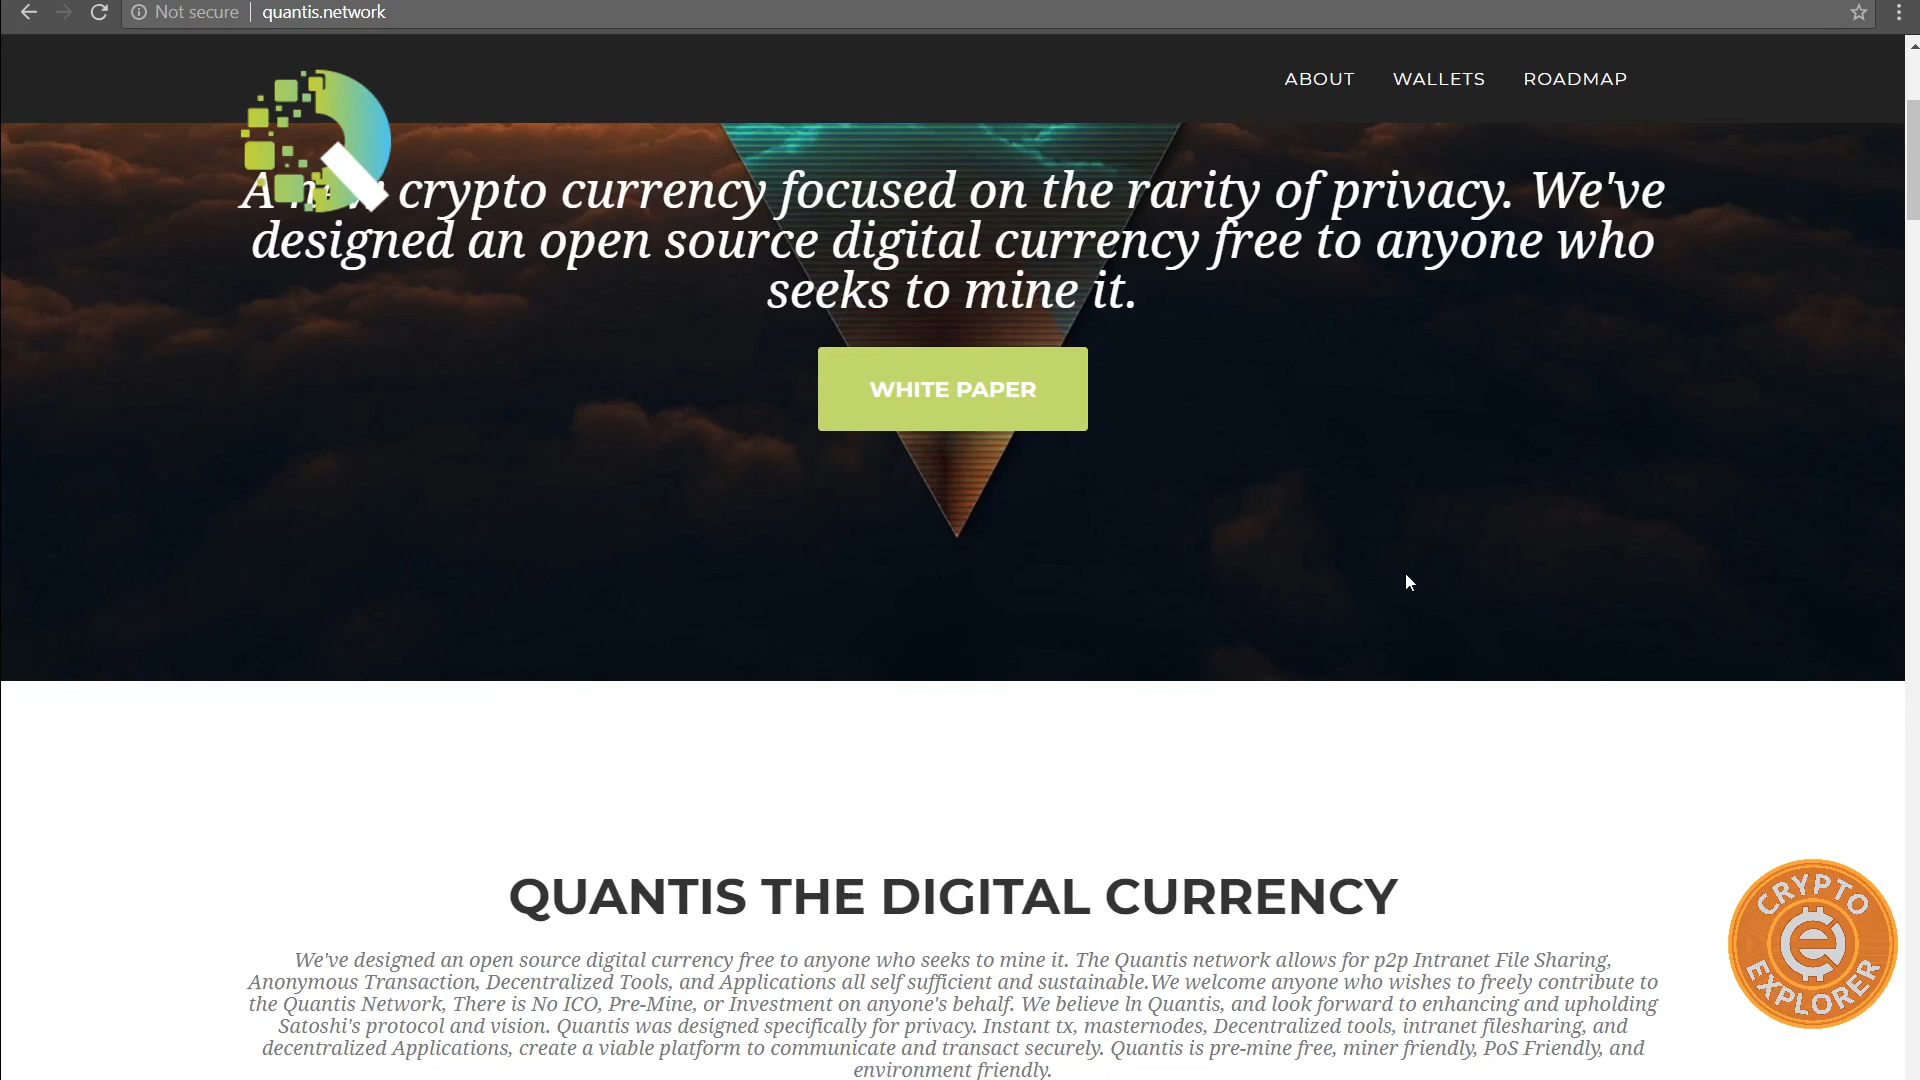 Not secure quantis.network
ABOUT WALLETS ROADMAP
A crypto currency focused on the rarity of privacy. We've
designed an open source digital currency free to anyone who
seeks to mine it.
WHITE PAPER
QUANTIS THE DIGITAL CURRENCY
We've designed an open source digital currency free to anyone who seeks to mine it. The Quantis network allows for p2p Intranet File Sharing,
Anonymous Transaction, Decentralized Tools, and Applications all self sufficient and sustainable.We welcome anyone who wishes to freely contribute to
the Quantis Network, There is No ICO, Pre-Mine, or Investment on anyone's behalf. We believe ln Quantis, and look forward to enhancing and upholding
Satoshi's protocol and vision. Quantis was designed specifically for privacy. Instant tx, masternodes, Decentralized tools, intranet filesharing, and
decentralized Applications, create a viable platform to communicate and transact securely. Quantis is pre-mine free, miner friendly, PoS Friendly, and
environment friendly.
CRYPTO
EXPLORER